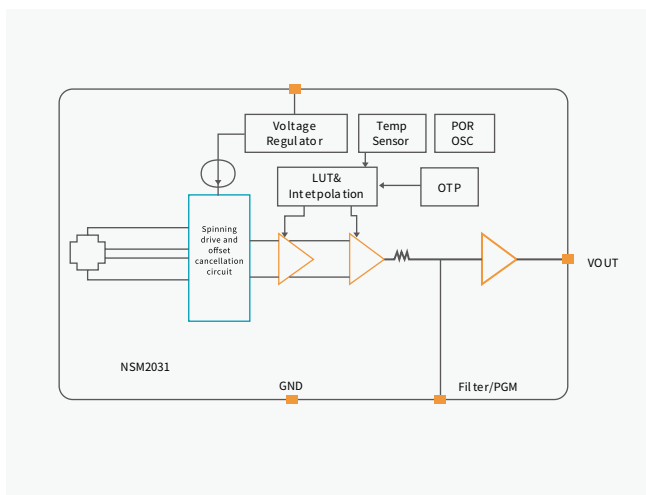 Voltage
Regulator
Temp
Sensor
POR
OSC
LUT&
Intetpolation
OTP
Spinning
drive and
offset
cancellation
circuit
VOUT
NSM2031
GND
Filter/PGM